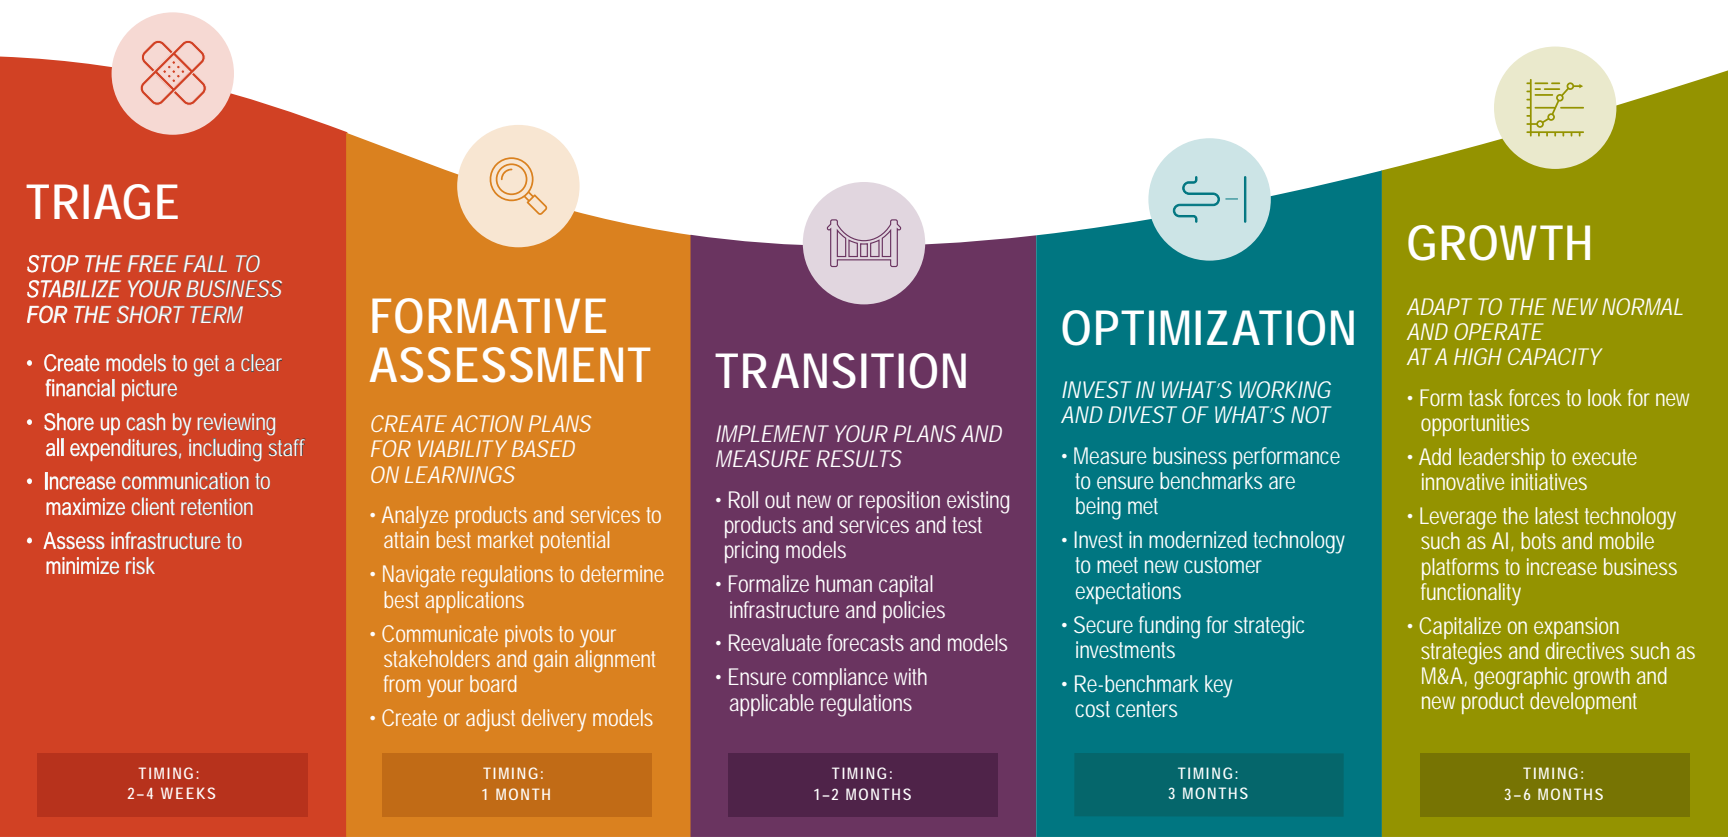 TRIAGE
STOP THE FREE FALL TO
STABILIZE YOUR BUSINESS
FOR THE SHORT TERM
• Create models to get a clear
financial picture
• Shore up cash by reviewing
all expenditures, including staff
• Increase communication to
maximize client retention
• Assess infrastructure to
minimize risk
TIMING:
2–4 WEEKS
FORMATIVE
ASSESSMENT
CREATE ACTION PLANS
FOR VIABILITY BASED
ON LEARNINGS
• Analyze products and services to
attain best market potential
• Navigate regulations to determine
best applications
• Communicate pivots to your
stakeholders and gain alignment
from your board
• Create or adjust delivery models
TIMING:
1 MONTH
TRANSITION
IMPLEMENT YOUR PLANS AND
MEASURE RESULTS
• Roll out new or reposition existing
products and services and test
pricing models
• Formalize human capital
infrastructure and policies
• Reevaluate forecasts and models
• Ensure compliance with
applicable regulations
TIMING:
1–2 MONTHS
OPTIMIZATION
INVEST IN WHAT'S WORKING
AND DIVEST OF WHAT'S NOT
• Measure business performance
to ensure benchmarks are
being met
• Invest in modernized technology
to meet new customer
expectations
• Secure funding for strategic
investments
• Re-benchmark key
cost centers
TIMING:
3 MONTHS
GROWTH
ADAPT TO THE NEW NORMAL
AND OPERATE
AT A HIGH CAPACITY
• Form task forces to look for new
opportunities
• Add leadership to execute
innovative initiatives
• Leverage the latest technology
such as AI, bots and mobile
platforms to increase business
functionality
• Capitalize on expansion
strategies and directives such as
M&A, geographic growth and
new product development
TIMING:
3–6 MONTHS